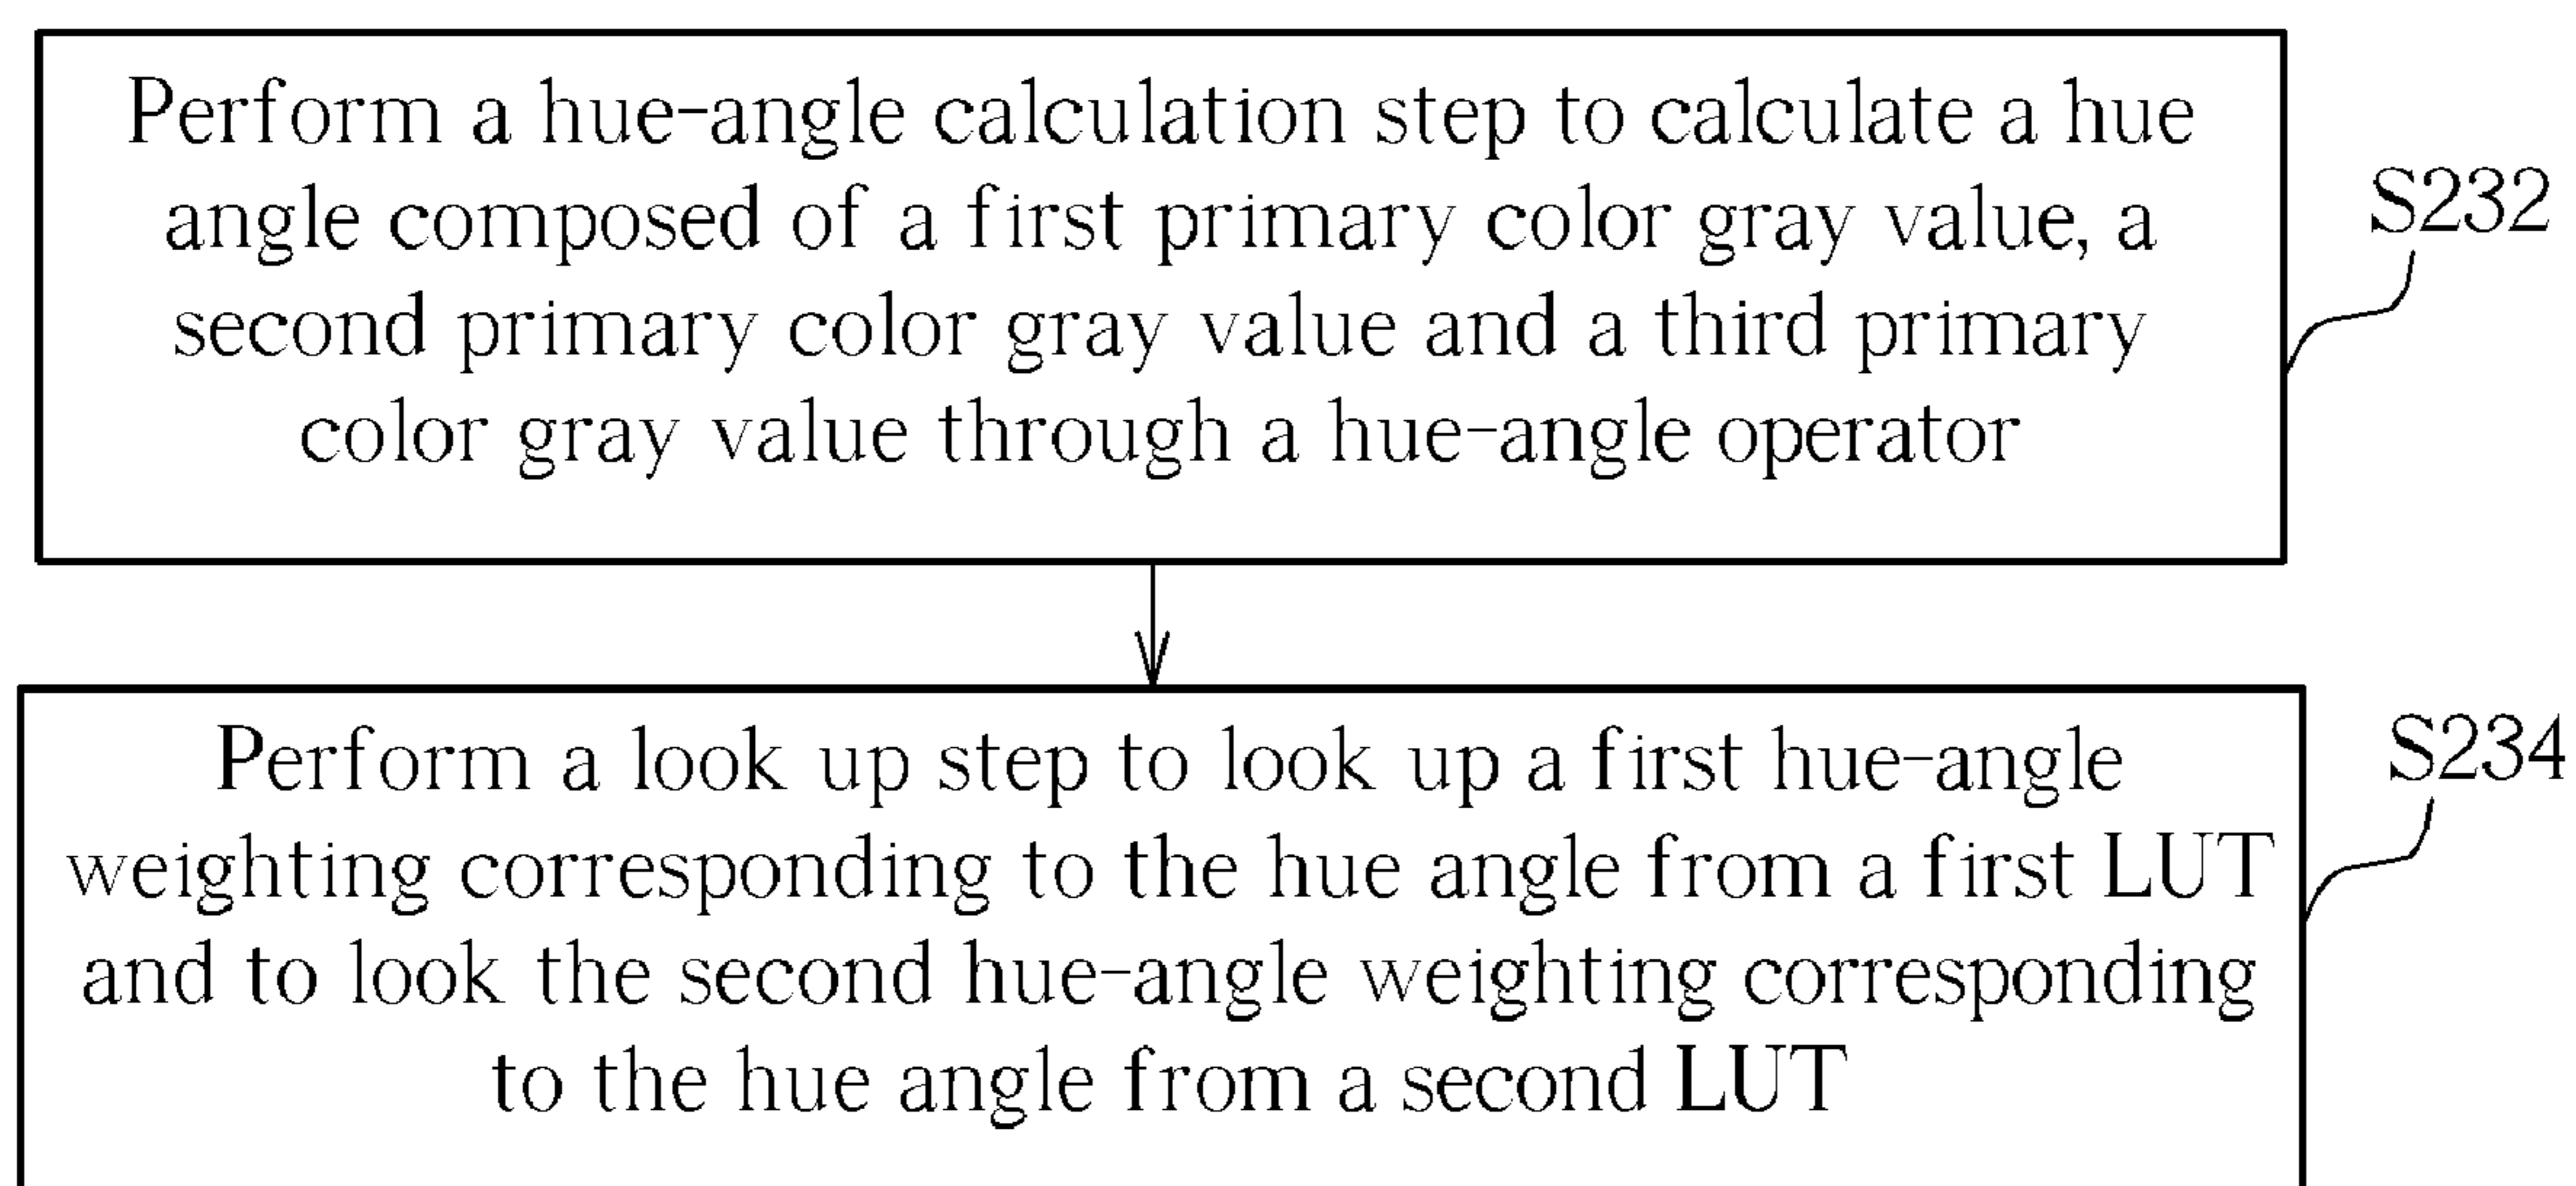 Perform a hue-angle calculation step to calculate a hue
angle composed of a first primary color gray value, a
second primary color gray value and a third primary
color gray value through a hue-angle operator
S232
Perform a look up step to look up a first hue-angle
weighting corresponding to the hue angle from a first LUT
and to look the second hue-angle weighting corresponding
to the hue angle from a second LUT
S234